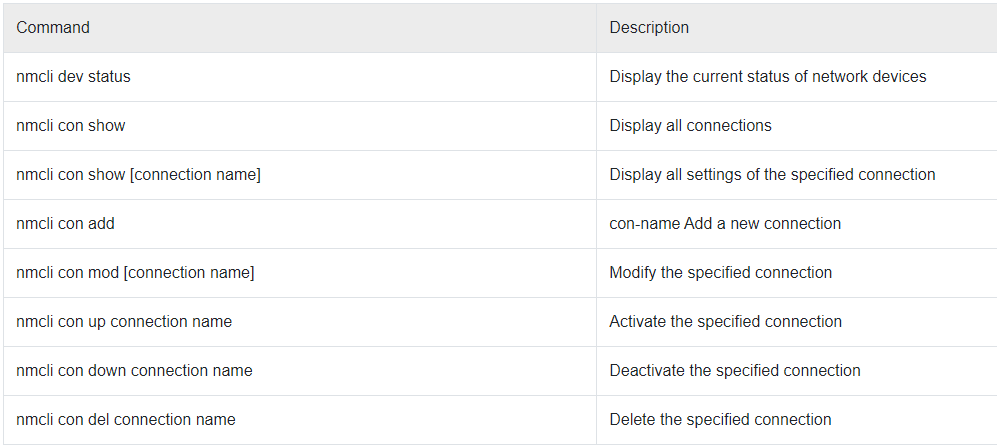 Command Description
nmcli dev status Display the current status of network devices
nmcli con show Display all connections
nmcli con show [connection name] Display all settings of the specified connection
nmcli con add con-name Add a new connection
nmcli con mod [connection name] Modify the specified connection
nmcli con up connection name Activate the specified connection
nmcli con down connection name Deactivate the specified connection
nmcli con del connection name Delete the specified connection